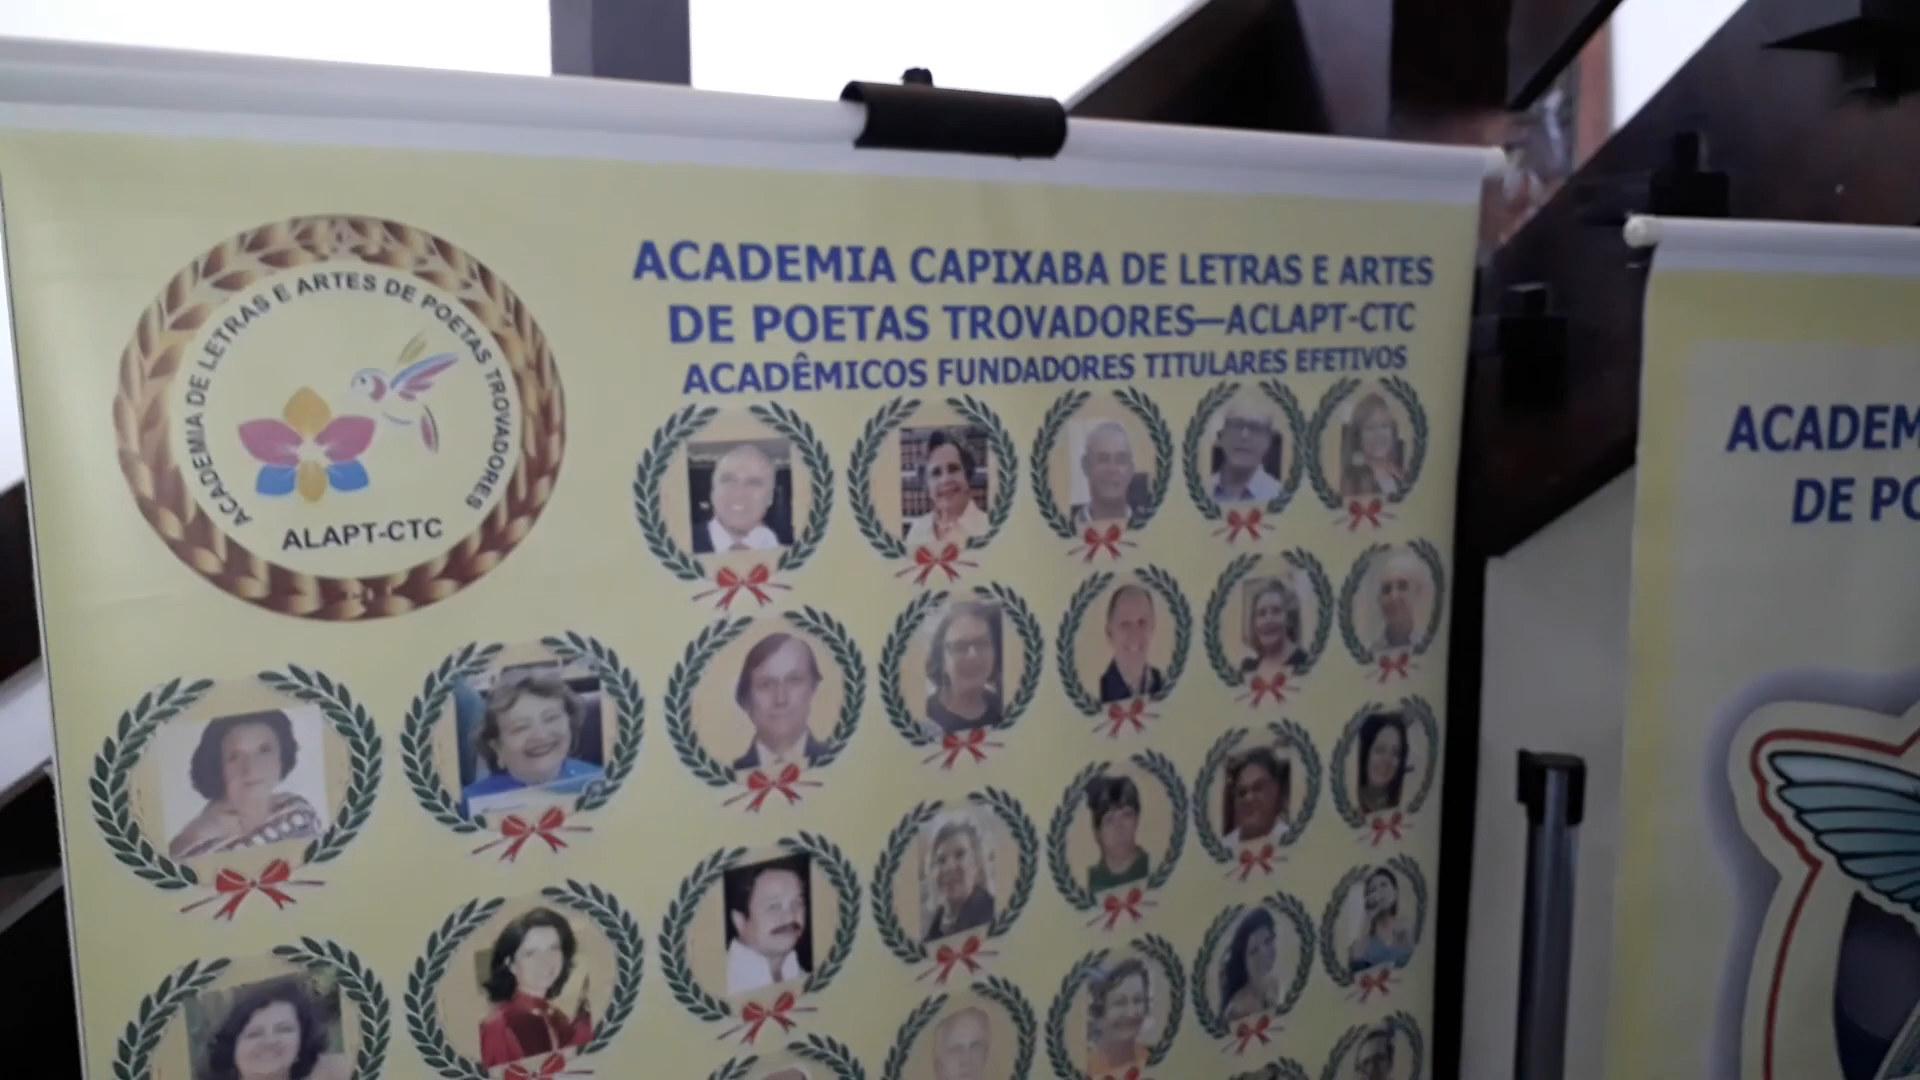 ACADEMIA DE LETRAS E ARTES DE POETAS TROVADORES
ALAPT-CTC
ACADEMIA CAPIXABA DE LETRAS E ARTES
DE POETAS TROVADORES—ACLAPT-CTC
ACADÊMICOS FUNDADORES TITULARES EFETIVOS
ACADEM
DE PO